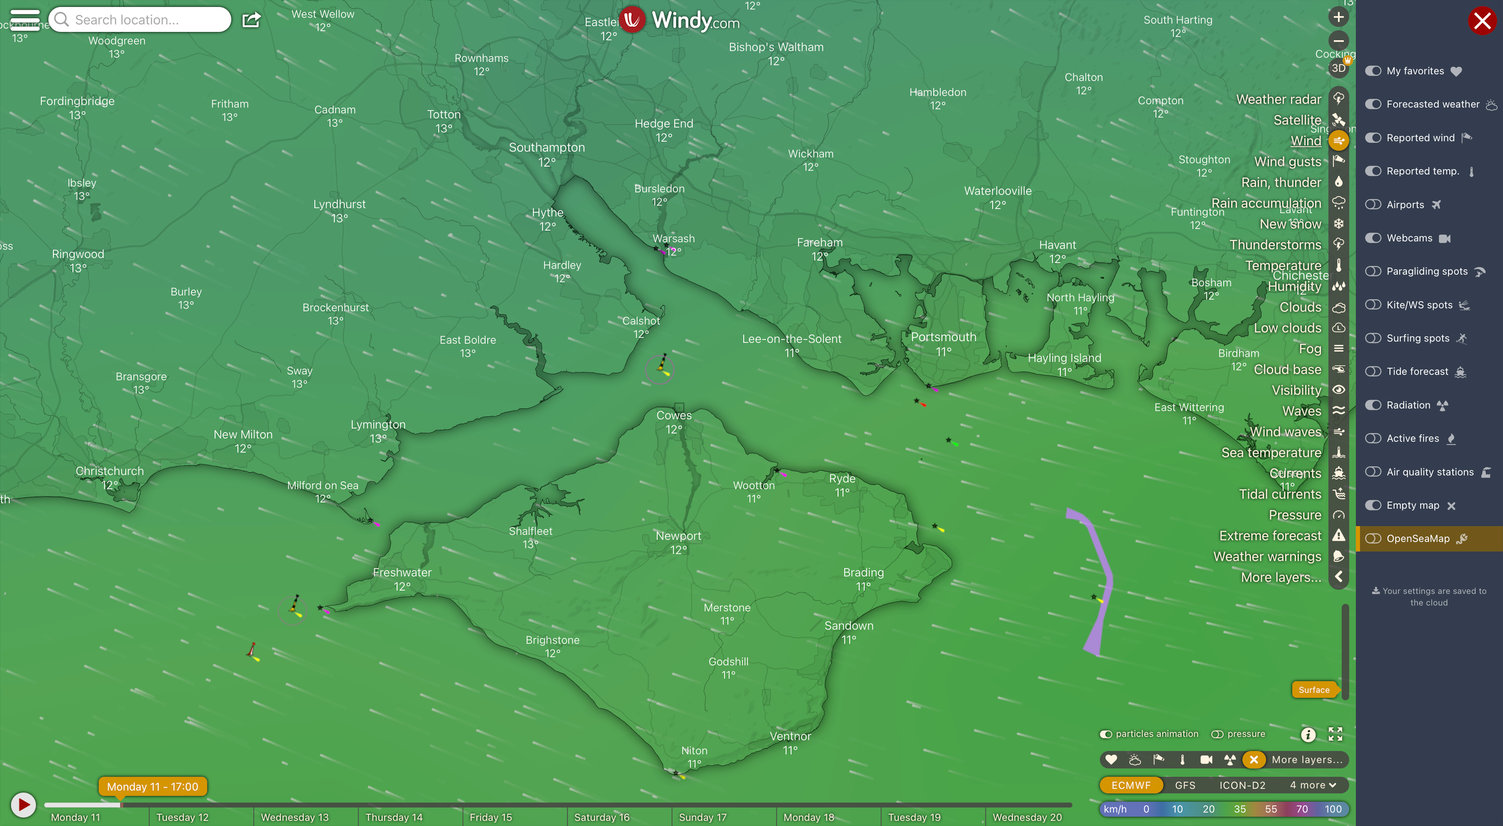 Search location...
Windy.com
West Wellow
12°
13°
Woodgreen
13°
12°
12°
South Harting
12°
Bishop's Waltham
12°
Rownhams
12°
3D
Chalton
12°
Hambledon
12°
Compton
12°
Fordingbridge
13°
Fritham
13°
Cadnam
13°
Totton
13°
Hedge End
12°
Southampton
12°
Wickham
12°
Stoughton
12°
Ibsley
13°
Bursledon
12°
Waterlooville
12°
Lyndhurst
13°
Hythe
12°
Funtington
12°
Lavant
Ringwood
13°
Warsash
12°
Fareham
12°
Havant
12°
Hardley
12°
Chicheste
Bosham
12°
Burley
13°
Brockenhurst
13°
North Hayling
11°
Calshot
12°
East Boldre
13°
Lee-on-the-Solent
11°
Portsmouth
11°
Hayling Island
11°
Birdham
12°
Sway
13°
Bransgore
13°
East Wittering
11°
Cowes
12°
Lymington
13°
New Milton
12°
Christchurch
12°
th
Milford on Sea
12°
Wootton
11°
Ryde
11°
11°
Shalfleet
13°
Newport
12°
Freshwater
12°
Brading
11°
Merstone
11°
Sandown
11°
Brighstone
12°
Godshill
11°
Ventnor
11°
Niton
11°
Weather radar
Satellite
Wind
Wind gusts
Rain, thunder
Rain accumulation
New snow
Thunderstorms
Temperature
Humidity
Clouds
Low clouds
Fog
Cloud base
Visibility
Waves
Wind waves
Sea temperature
Currents
Tidal currents
Pressure
Extreme forecast
Weather warnings
More layers...
Surface
particles animation
pressure
More layers...
ECMWF GFS ICON-D2 4 more
km/h 0 10 20 35 55 70 100
My favorites
Forecasted weather
Reported wind
Reported temp.
Airports
Webcams
Paragliding spots
Kite/WS spots
Surfing spots
Tide forecast
Radiation
Active fires
Air quality stations
Empty map
OpenSeaMap
Your settings are saved to
the cloud
Monday 11 - 17:00
Monday 11 Tuesday 12 Wednesday 13 Thursday 14 Friday 15 Saturday 16 Sunday 17 Monday 18 Tuesday 19 Wednesday 20